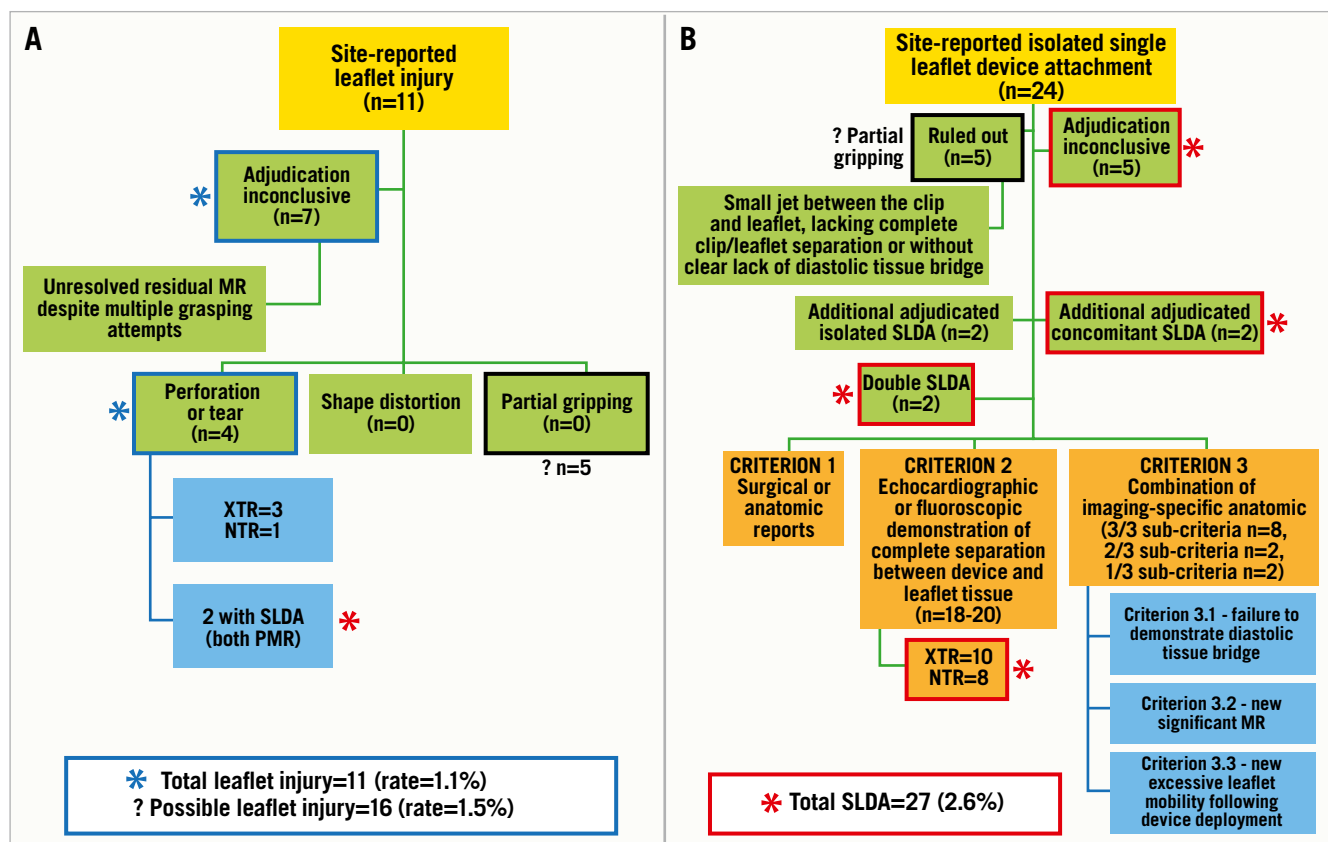 A
Site-reported
leaflet injury
(n=11)
*
Adjudication
inconclusive
(n=7)
Unresolved residual MR
despite multiple grasping
attempts
*
Perforation
or tear
(n=4)
Shape distortion
(n=0)
Partial gripping
(n=0)
? n=5
XTR=3
NTR=1
2 with SLDA
(both PMR)
*
* Total leaflet injury=11 (rate=1.1%)
? Possible leaflet injury=16 (rate=1.5%)
B
Site-reported isolated single
leaflet device attachment
(n=24)
? Partial
gripping
Ruled out
(n=5)
Adjudication
inconclusive
(n=5)
*
Small jet between the clip
and leaflet, lacking complete
clip/leaflet separation or without
clear lack of diastolic tissue bridge
Additional adjudicated
isolated SLDA (n=2)
Additional adjudicated
concomitant SLDA (n=2)
*
*
Double SLDA
(n=2)
CRITERION 1
Surgical or
anatomic
reports
CRITERION 2
Echocardiographic
or fluoroscopic
demonstration of
complete separation
between device and
leaflet tissue
(n=18-20)
XTR=10
NTR=8
*
CRITERION 3
Combination of
imaging-specific anatomic
(3/3 sub-criteria n=8,
2/3 sub-criteria n=2,
1/3 sub-criteria n=2)
Criterion 3.1 - failure to
demonstrate diastolic
tissue bridge
Criterion 3.2 - new
significant MR
Criterion 3.3 - new
excessive leaflet
mobility following
device deployment
* Total SLDA=27 (2.6%)